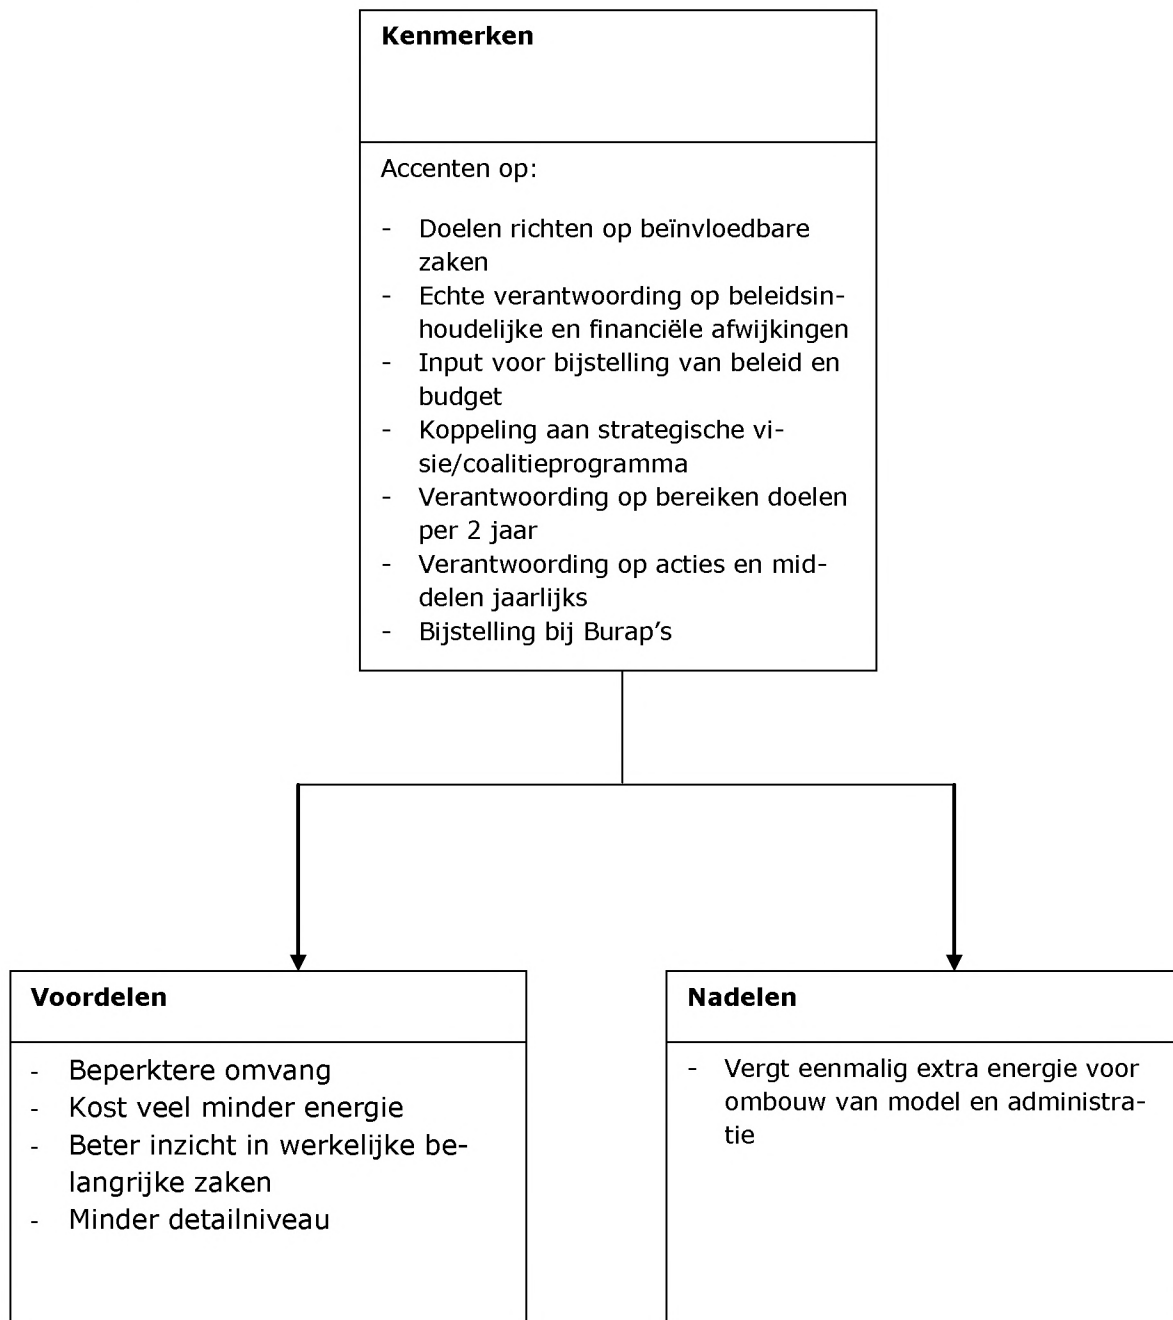 Kenmerken
Accenten op:
- Doelen richten op beïnvloedbare
zaken
- Echte verantwoording op beleidsin-
houdelijke en financiële afwijkingen
- Input voor bijstelling van beleid en
budget
- Koppeling aan strategische vi-
sie/coalitieprogramma
- Verantwoording op bereiken doelen
per 2 jaar
- Verantwoording op acties en mid-
delen jaarlijks
- Bijstelling bij Burap’s
Voordelen
- Beperktere omvang
- Kost veel minder energie
- Beter inzicht in werkelijke be-
langrijke zaken
- Minder detailniveau
Nadelen
- Vergt eenmalig extra energie voor
ombouw van model en administra-
tie